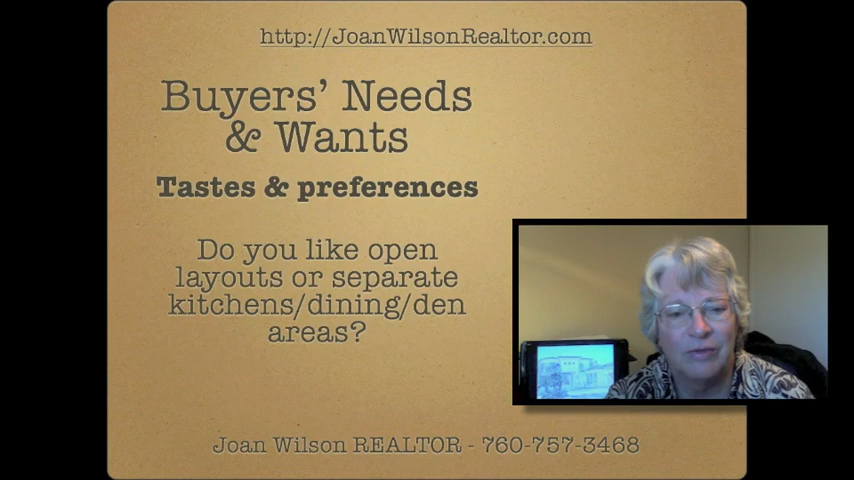 http://JoanWilsonRealtor.com
Buyers’ Needs
& Wants
Tastes & preferences
Do you like open
layouts or separate
kitchens/dining/den
areas?
Joan Wilson REALTOR - 760-757-3468